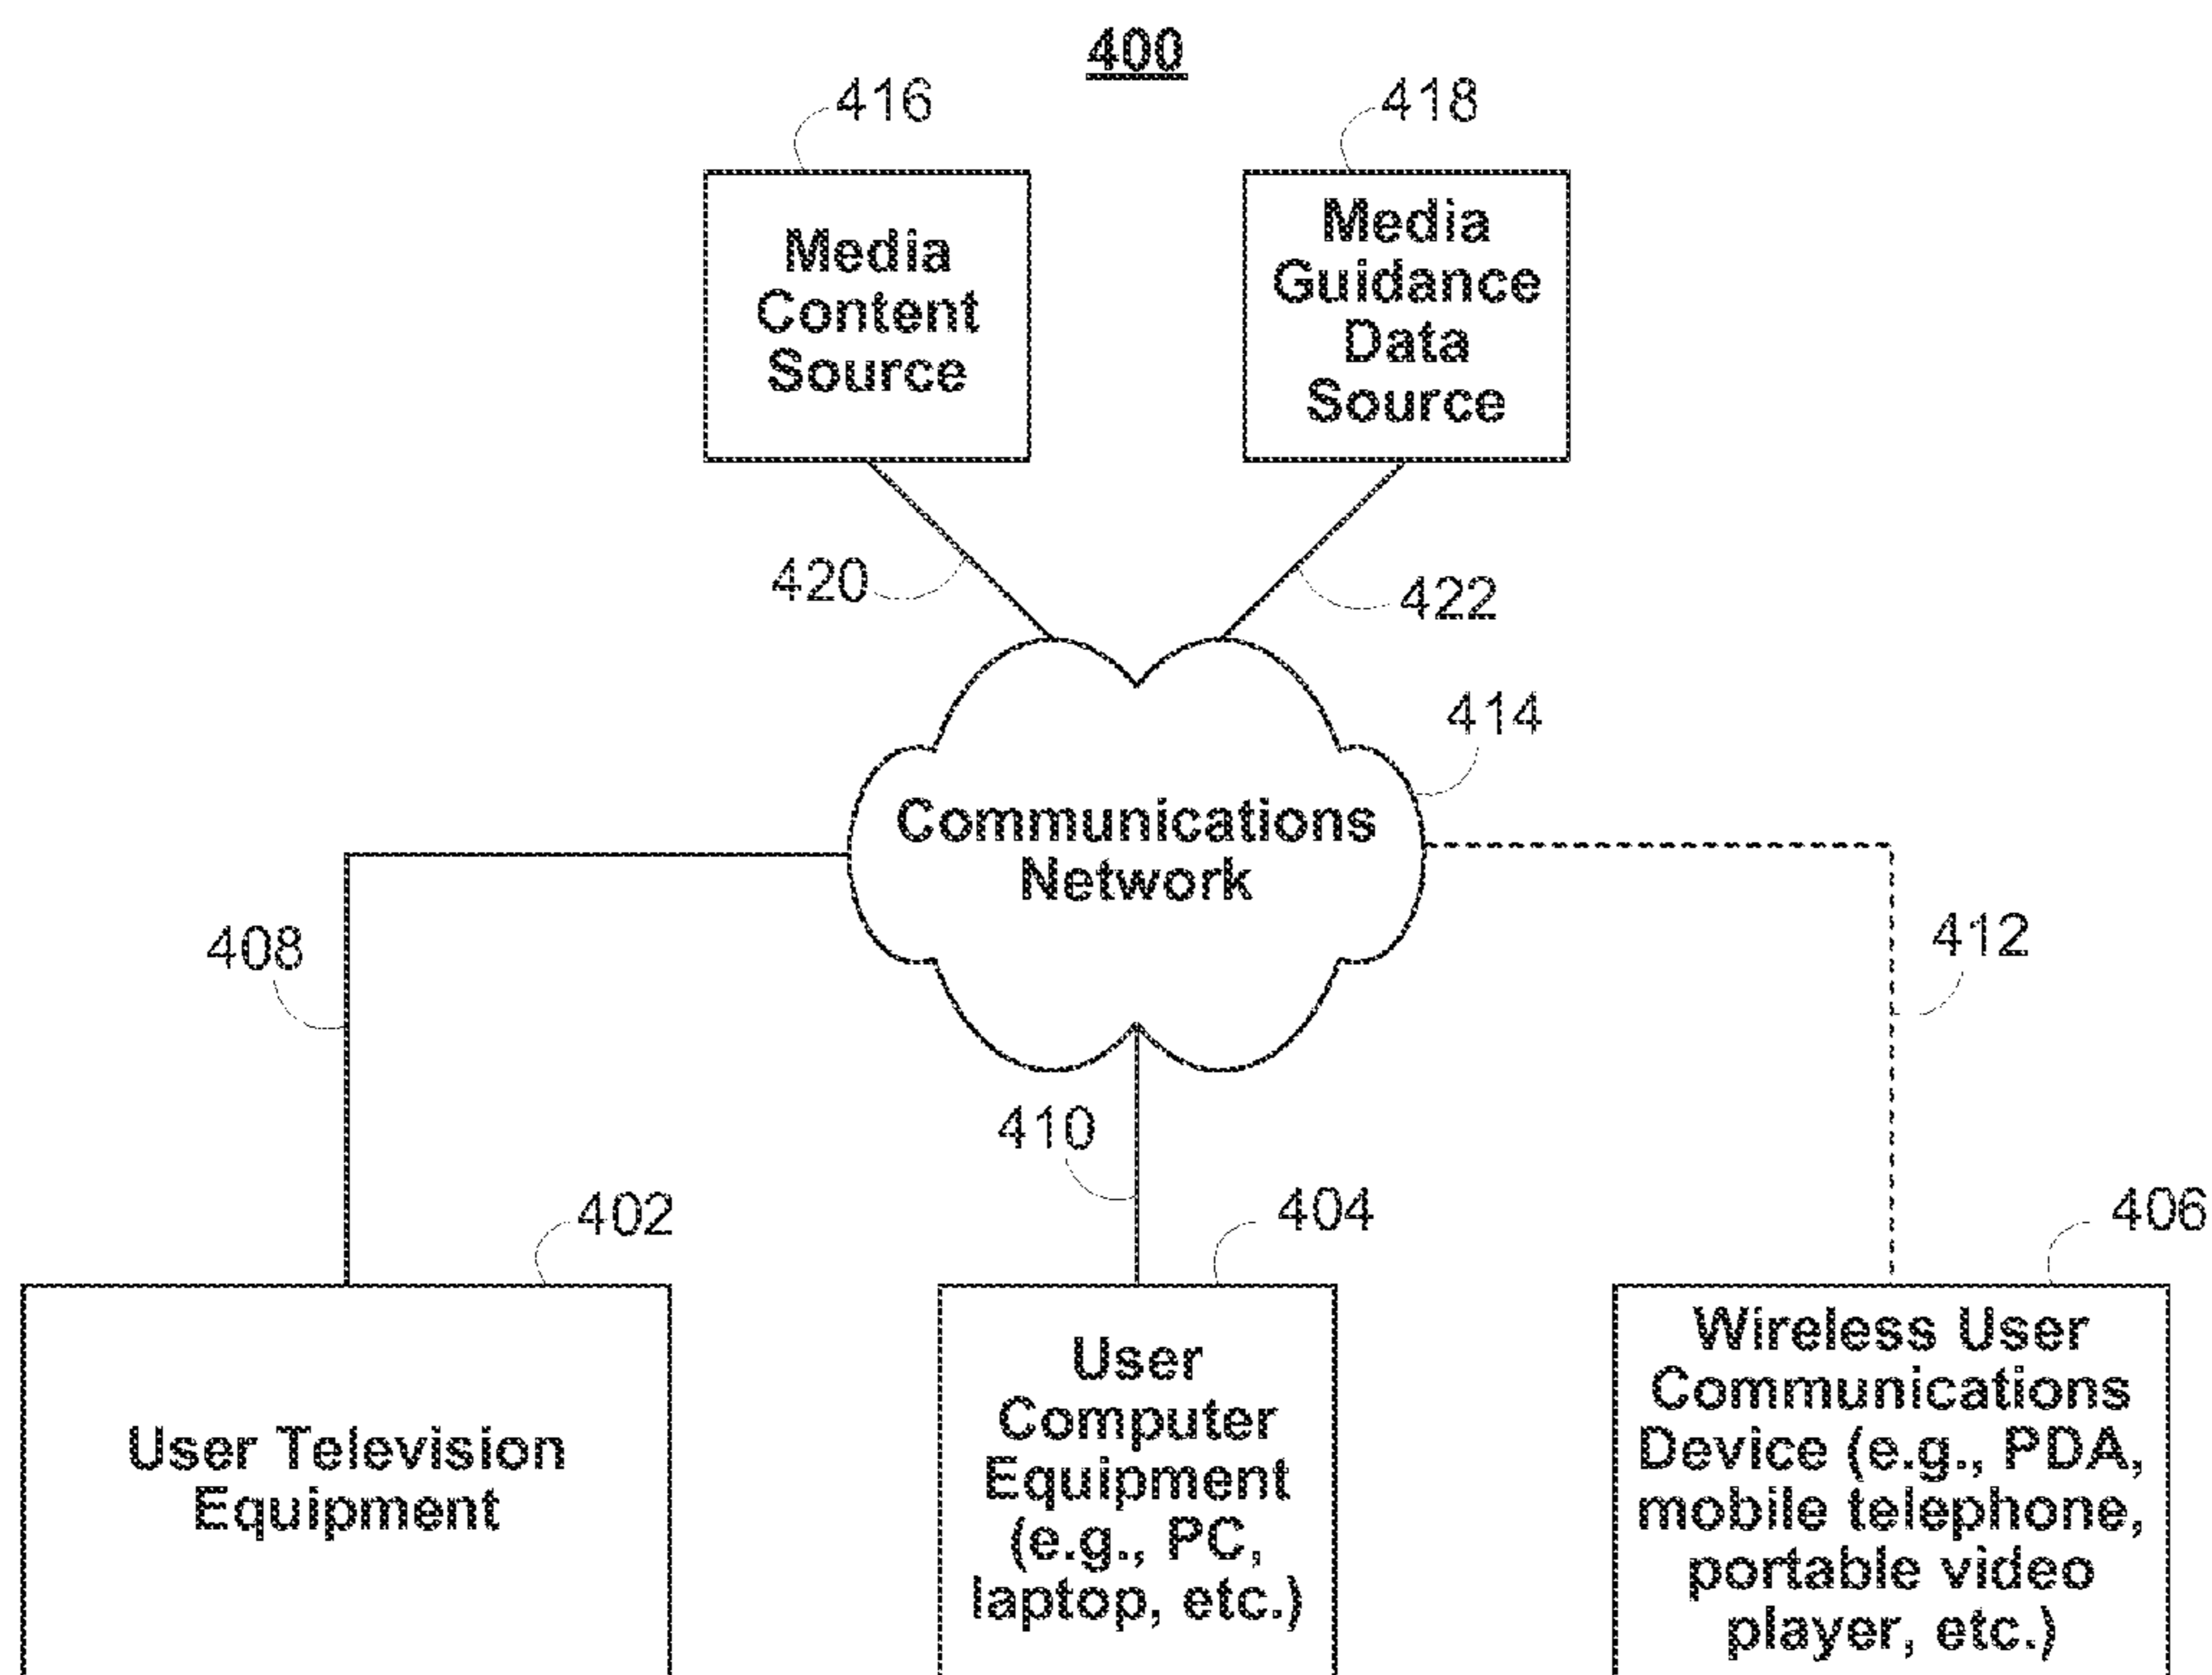 400
416
418
Media
Content
Source
Media
Guidance
Data
Source
420
422
414
Communications
Network
408
412
410
402
404
406
User Television
Equipment
User
Computer
Equipment
(e.g., PC,
laptop, etc.)
Wireless User
Communications
Device (e.g., PDA,
mobile telephone,
portable video
player, etc.)